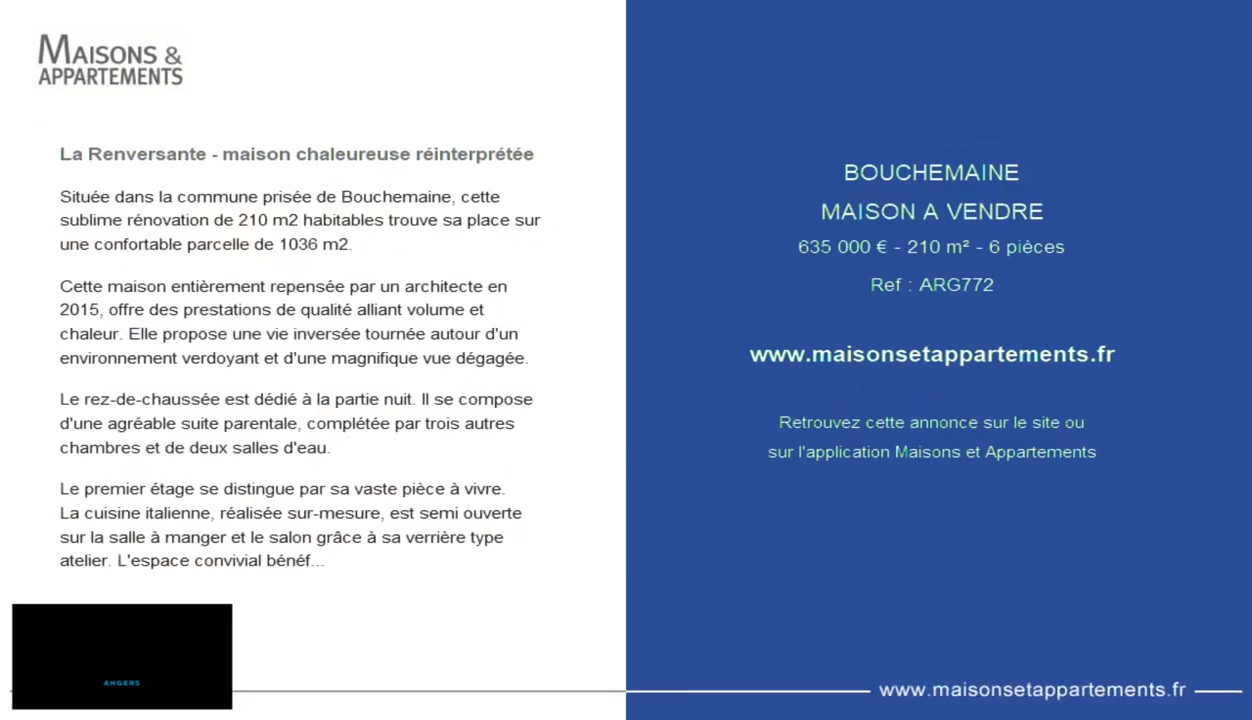 MAISONS &
APPARTEMENTS
La Renversante - maison chaleureuse réinterprétée
Située dans la commune prisée de Bouchemaine, cette
sublime rénovation de 210 m2 habitables trouve sa place sur
une confortable parcelle de 1036 m2.
Cette maison entièrement repensée par un architecte en
2015, offre des prestations de qualité alliant volume et
chaleur. Elle propose une vie inversée tournée autour d'un
environnement verdoyant et d'une magnifique vue dégagée.
Le rez-de-chaussée est dédié à la partie nuit. Il se compose
d'une agréable suite parentale, complétée par trois autres
chambres et de deux salles d'eau.
Le premier étage se distingue par sa vaste pièce à vivre.
La cuisine italienne, réalisée sur-mesure, est semi ouverte
sur la salle à manger et le salon grâce à sa verrière type
atelier. L'espace convivial bénéf...
ANGERS
BOUCHEMAINE
MAISON A VENDRE
635 000 € - 210 m² - 6 pièces
Ref : ARG772
www.maisonsetappartements.fr
Retrouvez cette annonce sur le site ou
sur l'application Maisons et Appartements
www.maisonsetappartements.fr